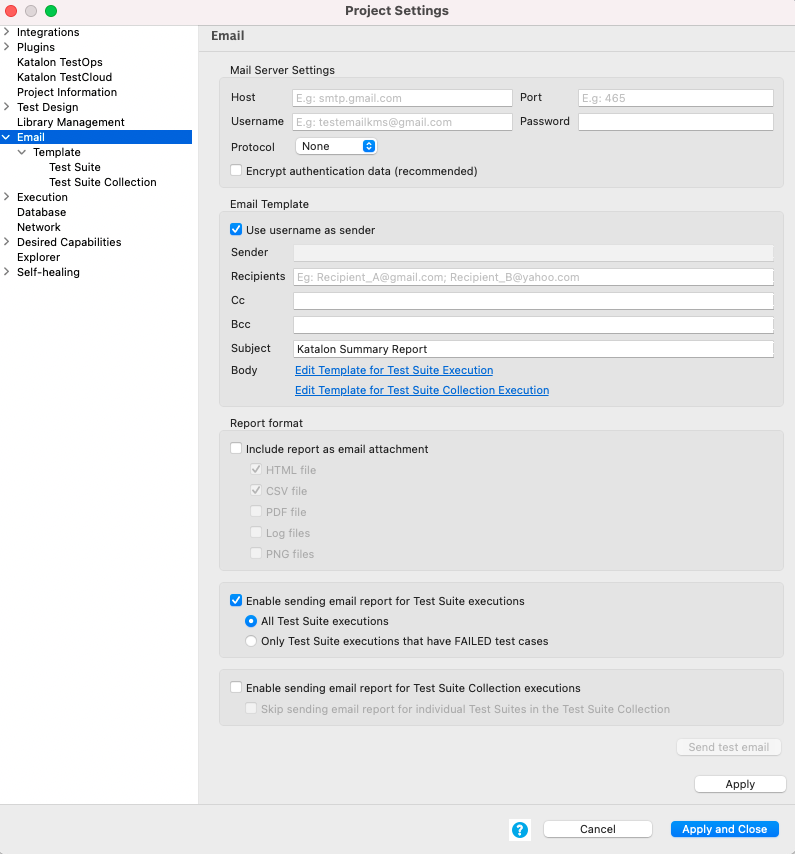 Project Settings
Integrations
Plugins
Katalon TestOps
Katalon TestCloud
Project Information
Test Design
Library Management
Email
Template
Test Suite
Test Suite Collection
Execution
Database
Network
Desired Capabilities
Explorer
Self-healing
Email
Mail Server Settings
Host E.g: smtp.gmail.com Port E.g: 465
Username E.g: testemailkms@gmail.com Password
Protocol None
Encrypt authentication data (recommended)
Email Template
Use username as sender
Sender
Recipients Eg: Recipient_A@gmail.com; Recipient_B@yahoo.com
Cc
Bcc
Subject Katalon Summary Report
Body Edit Template for Test Suite Execution
Edit Template for Test Suite Collection Execution
Report format
Include report as email attachment
HTML file
CSV file
PDF file
Log files
PNG files
Enable sending email report for Test Suite executions
All Test Suite executions
Only Test Suite executions that have FAILED test cases
Enable sending email report for Test Suite Collection executions
Skip sending email report for individual Test Suites in the Test Suite Collection
Send test email
Apply
? Cancel Apply and Close